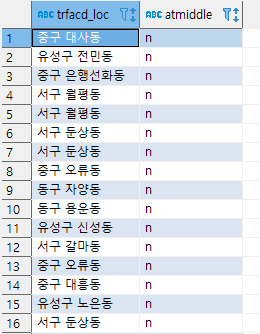 ABC trfacd_loc ABC atmiddle
1 중구 대사동 n
2 유성구 전민동 n
3 중구 은행선화동 n
4 서구 월평동 n
5 서구 월평동 n
6 서구 둔상동 n
7 서구 둔상동 n
8 중구 오류동 n
9 동구 자양동 n
10 동구 용운동 n
11 유성구 신성동 n
12 서구 갈마동 n
13 중구 오류동 n
14 중구 대흥동 n
15 유성구 노은동 n
16 서구 둔상동 n